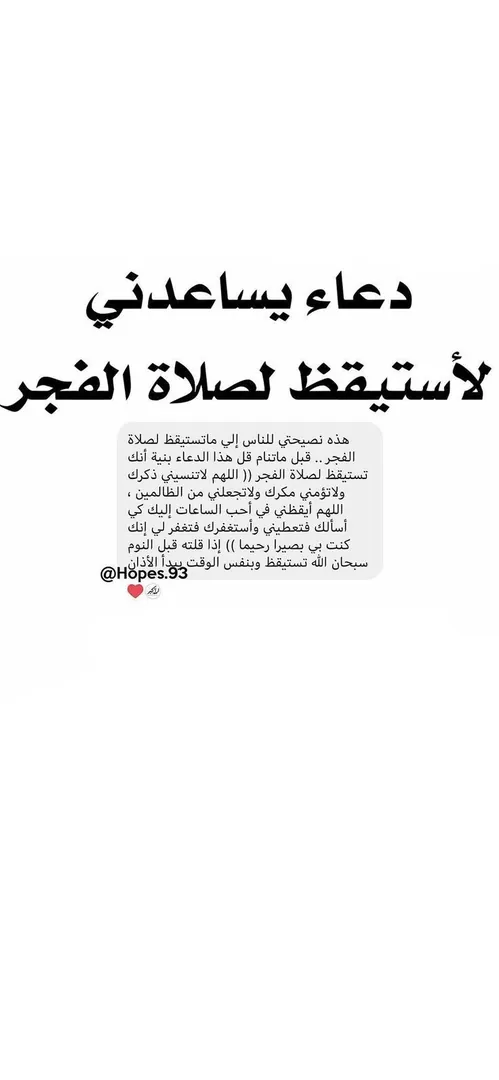 دعاء يساعدني
لأستيقظ لصلاة الفجر
هذه نصيحتي للناس إلي ماتستيقظ لصلاة
الفجر .. قبل ماتنام قل هذا الدعاء بنية أنك
تستيقظ لصلاة الفجر (( اللهم لاتنسيني ذكرك
ولاتؤمني مكرك ولاتجعلني من الظالمين ،
اللهم أيقظني في أحب الساعات إليك كي
أسألك فتعطيني وأستغفرك فتغفر لي إنك
كنت بي بصيرا رحيما )) إذا قلته قبل النوم
سبحان الله تستيقظ وبنفس الوقت يبدأ الأذان
@Hopes.93